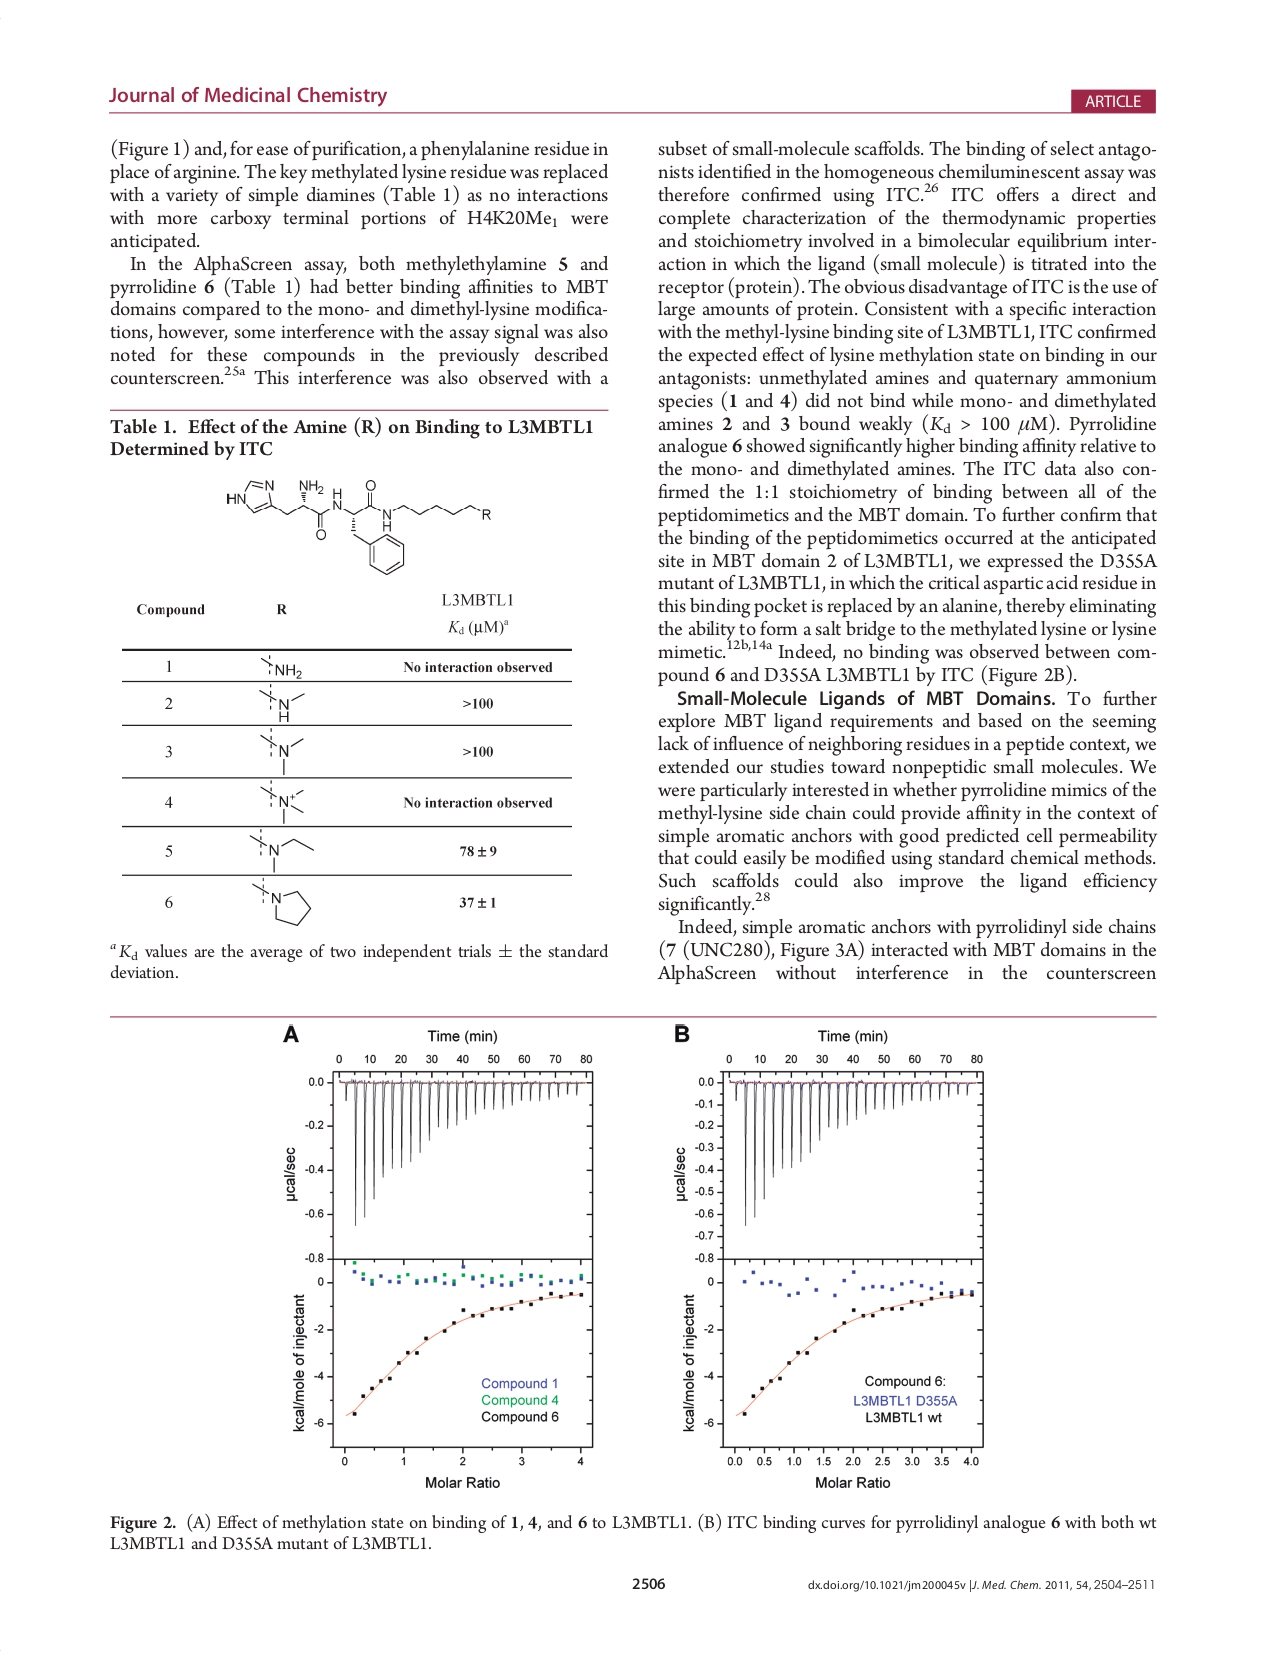 Journal of Medicinal Chemistry
ARTICLE
(Figure 1) and, for ease of purification, a phenylalanine residue in
place of arginine. The key methylated lysine residue was replaced
with a variety of simple diamines (Table 1) as no interactions
with more carboxy terminal portions of H4K20Me1 were
anticipated.
In the AlphaScreen assay, both methylethylamine 5 and
pyrrolidine 6 (Table 1) had better binding affinities to MBT
domains compared to the mono- and dimethyl-lysine modifica-
tions, however, some interference with the assay signal was also
noted for these compounds in the previously described
counterscreen.25a This interference was also observed with a
Table 1. Effect of the Amine (R) on Binding to L3MBTL1
Determined by ITC
HN N NH2 H N O O N H R
Compound R L3MBTL1
Kd (μM)a
1 NH2 No interaction observed
2 N H >100
3 N >100
4 N+ No interaction observed
5 N 78 ± 9
6 N 37 ± 1
a Kd values are the average of two independent trials ± the standard
deviation.
subset of small-molecule scaffolds. The binding of select antago-
nists identified in the homogeneous chemiluminescent assay was
therefore confirmed using ITC.26 ITC offers a direct and
complete characterization of the thermodynamic properties
and stoichiometry involved in a bimolecular equilibrium inter-
action in which the ligand (small molecule) is titrated into the
receptor (protein). The obvious disadvantage of ITC is the use of
large amounts of protein. Consistent with a specific interaction
with the methyl-lysine binding site of L3MBTL1, ITC confirmed
the expected effect of lysine methylation state on binding in our
antagonists: unmethylated amines and quaternary ammonium
species (1 and 4) did not bind while mono- and dimethylated
amines 2 and 3 bound weakly (Kd > 100 μM). Pyrrolidine
analogue 6 showed significantly higher binding affinity relative to
the mono- and dimethylated amines. The ITC data also con-
firmed the 1:1 stoichiometry of binding between all of the
peptidomimetics and the MBT domain. To further confirm that
the binding of the peptidomimetics occurred at the anticipated
site in MBT domain 2 of L3MBTL1, we expressed the D355A
mutant of L3MBTL1, in which the critical aspartic acid residue in
this binding pocket is replaced by an alanine, thereby eliminating
the ability to form a salt bridge to the methylated lysine or lysine
mimetic.12b,14a Indeed, no binding was observed between com-
pound 6 and D355A L3MBTL1 by ITC (Figure 2B).
Small-Molecule Ligands of MBT Domains. To further
explore MBT ligand requirements and based on the seeming
lack of influence of neighboring residues in a peptide context, we
extended our studies toward nonpeptidic small molecules. We
were particularly interested in whether pyrrolidine mimics of the
methyl-lysine side chain could provide affinity in the context of
simple aromatic anchors with good predicted cell permeability
that could easily be modified using standard chemical methods.
Such scaffolds could also improve the ligand efficiency
significantly.28
Indeed, simple aromatic anchors with pyrrolidinyl side chains
(7 (UNC280), Figure 3A) interacted with MBT domains in the
AlphaScreen without interference in the counterscreen
A
Time (min)
0 10 20 30 40 50 60 70 80
0.0
-0.2
-0.4
-0.6
-0.8
μcal/sec
0
-2
-4
-6
kcal/mole of injectant
Compound 1
Compound 4
Compound 6
0 1 2 3 4
Molar Ratio
B
Time (min)
0 10 20 30 40 50 60 70 80
0.0
-0.1
-0.2
-0.3
-0.4
-0.5
-0.6
-0.7
-0.8
μcal/sec
0
-2
-4
-6
kcal/mole of injectant
Compound 6:
L3MBTL1 D355A
L3MBTL1 wt
0.0 0.5 1.0 1.5 2.0 2.5 3.0 3.5 4.0
Molar Ratio
Figure 2. (A) Effect of methylation state on binding of 1, 4, and 6 to L3MBTL1. (B) ITC binding curves for pyrrolidinyl analogue 6 with both wt
L3MBTL1 and D355A mutant of L3MBTL1.
2506
dx.doi.org/10.1021/jm200045v |J. Med. Chem. 2011, 54, 2504–2511